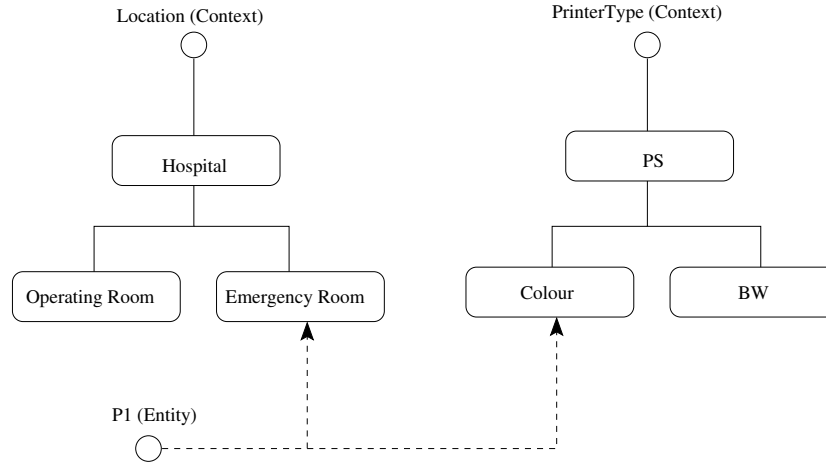 Location (Context)
PrinterType (Context)
Hospital
PS
Operating Room
Emergency Room
Colour
BW
P1 (Entity)